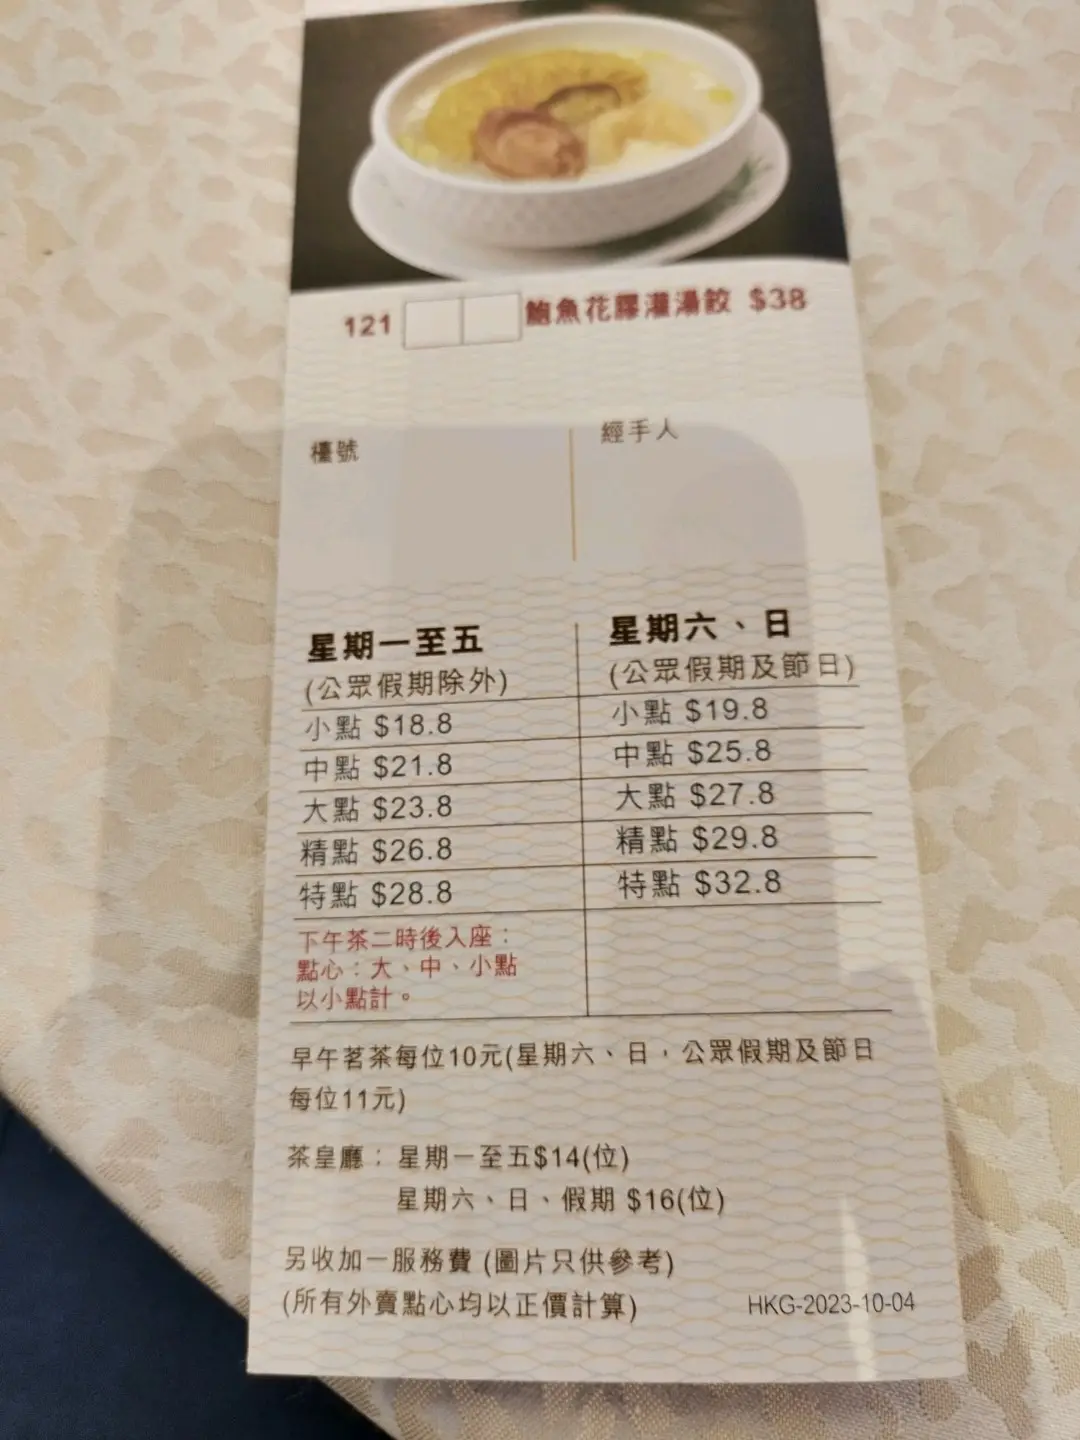 121 鮑魚花膠灌湯餃 $38
檯號
經手人
星期一至五
(公眾假期除外)
小點 $18.8
中點 $21.8
大點 $23.8
精點 $26.8
特點 $28.8
下午茶二時後入座：
點心：大、中、小點
以小點計。
星期六、日
(公眾假期及節日)
小點 $19.8
中點 $25.8
大點 $27.8
精點 $29.8
特點 $32.8
早午茗茶每位10元(星期六、日，公眾假期及節日
每位11元)
茶皇廳：星期一至五$14(位)
星期六、日、假期 $16(位)
另收加一服務費 (圖片只供參考)
(所有外賣點心均以正價計算)
HKG-2023-10-04